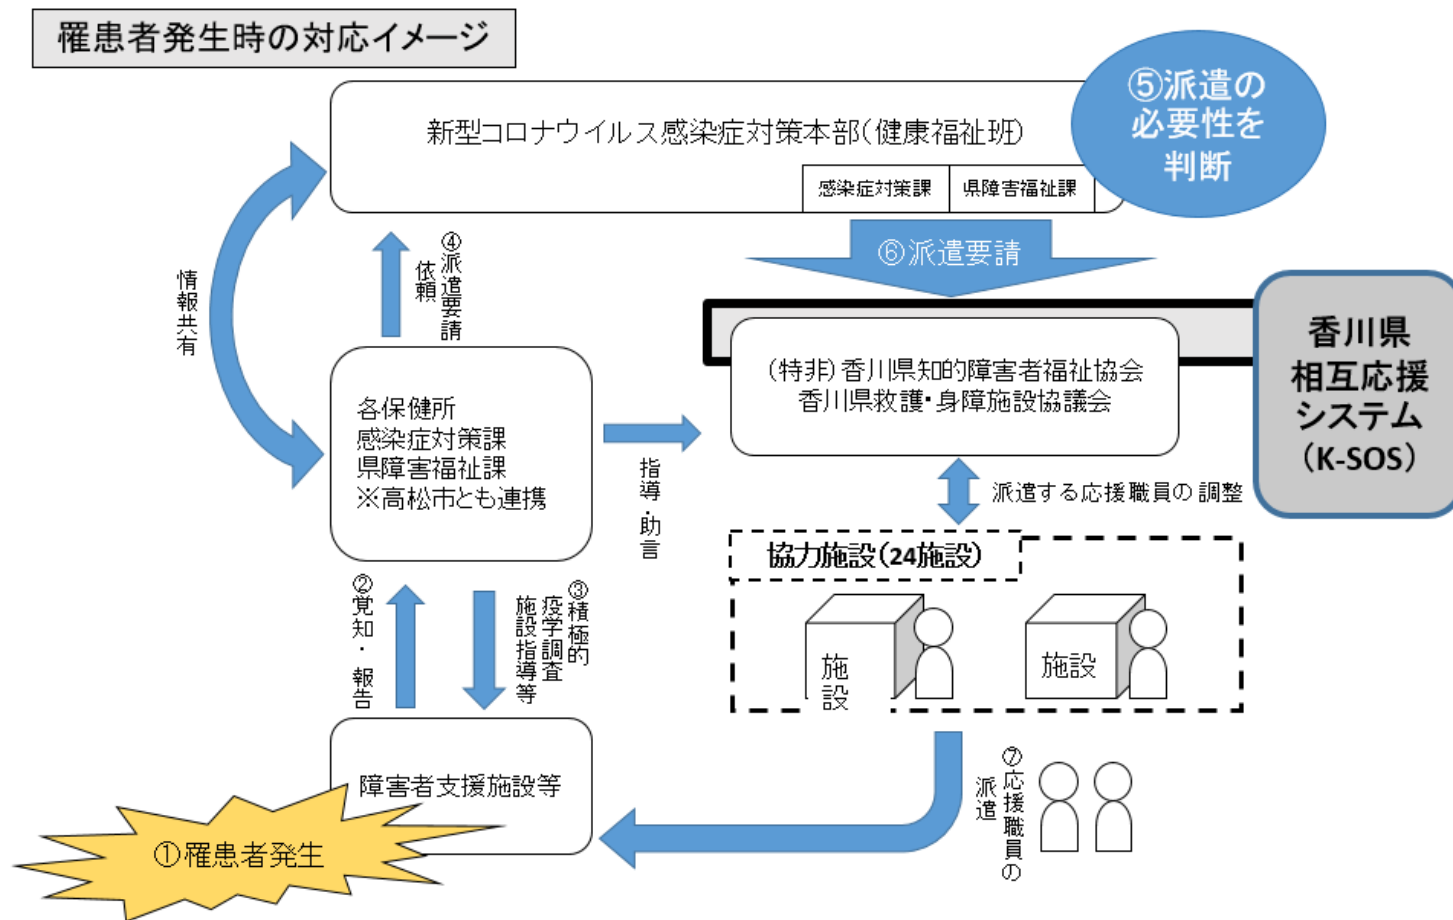 罹患者発生時の対応イメージ
⑤派遣の
必要性を
判断
新型コロナウイルス感染症対策本部(健康福祉班)
感染症対策課
県障害福祉課
⑥派遣要請
④派遣要請
依頼
情報共有
香川県
相互応援
システム
(K-SOS)
(特非)香川県知的障害者福祉協会
香川県救護・身障施設協議会
各保健所
感染症対策課
県障害福祉課
※高松市とも連携
指導・助言
派遣する応援職員の調整
協力施設(24施設)
施
設
施設
②覚知・報告
③積極的
疫学調査
施設指導等
障害者支援施設等
①罹患者発生
⑦応援職員の
派遣